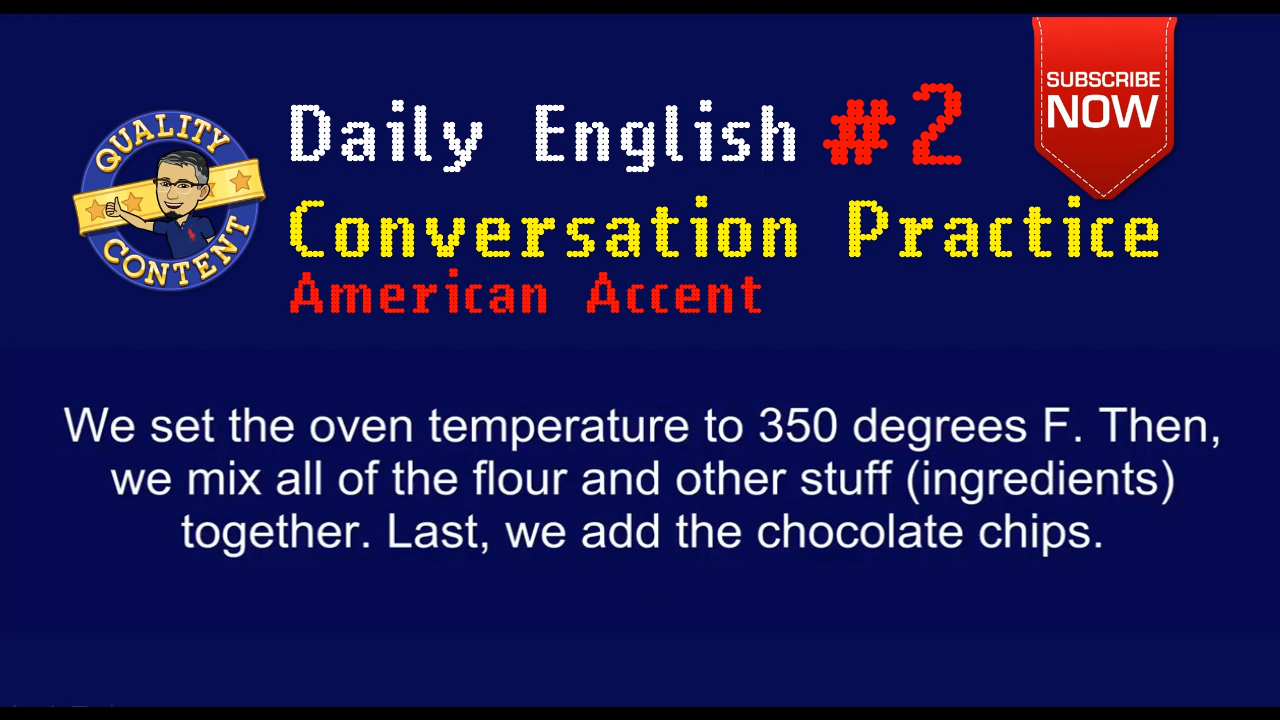 QUALITY
CONTENT
Daily English #2
Conversation Practice
American Accent
SUBSCRIBE
NOW
We set the oven temperature to 350 degrees F. Then,
we mix all of the flour and other stuff (ingredients)
together. Last, we add the chocolate chips.